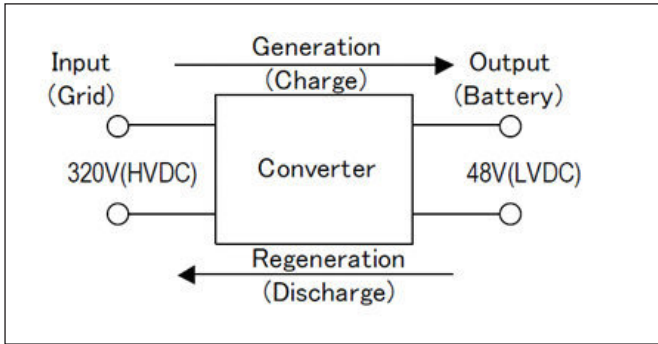 Generation
(Charge)
Input
(Grid)
Output
(Battery)
320V(HVDC)
Converter
48V(LVDC)
Regeneration
(Discharge)